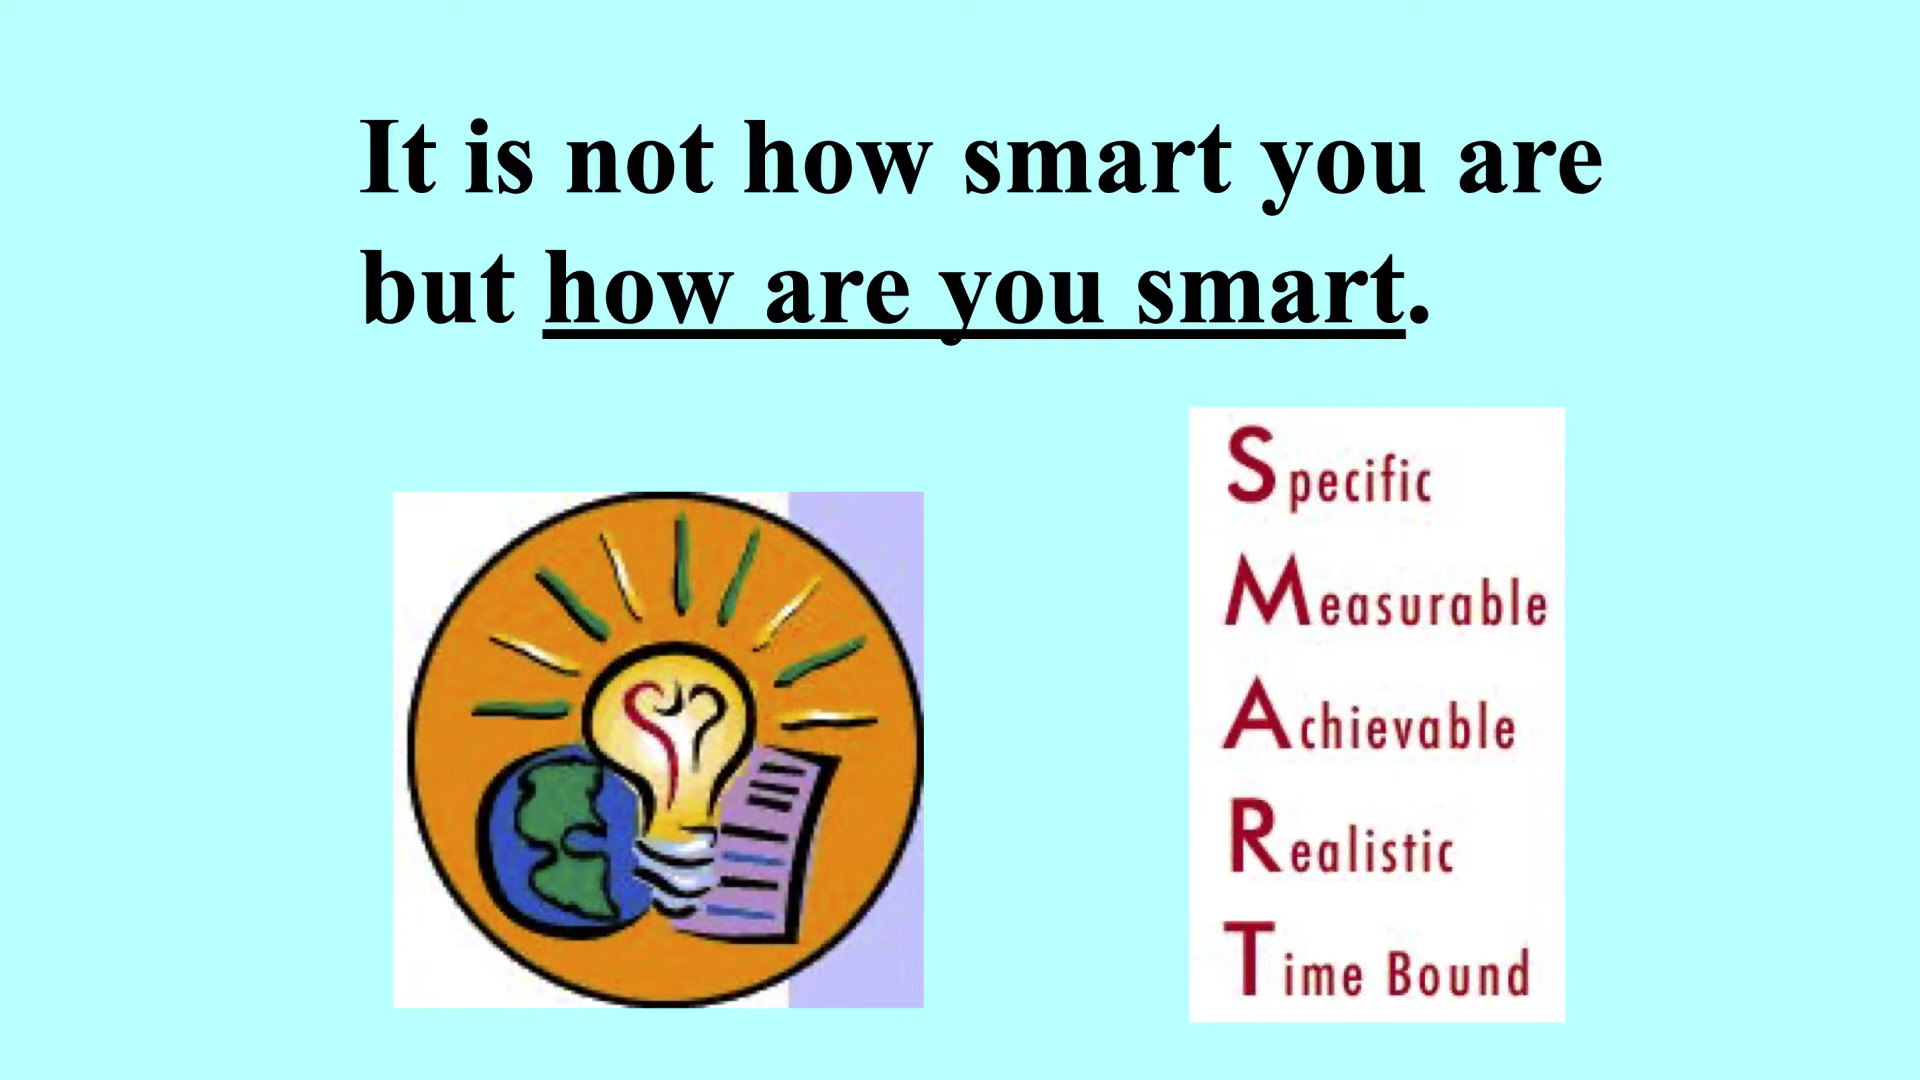 It is not how smart you are
but how are you smart.
Specific
Measurable
Achievable
Realistic
Time Bound